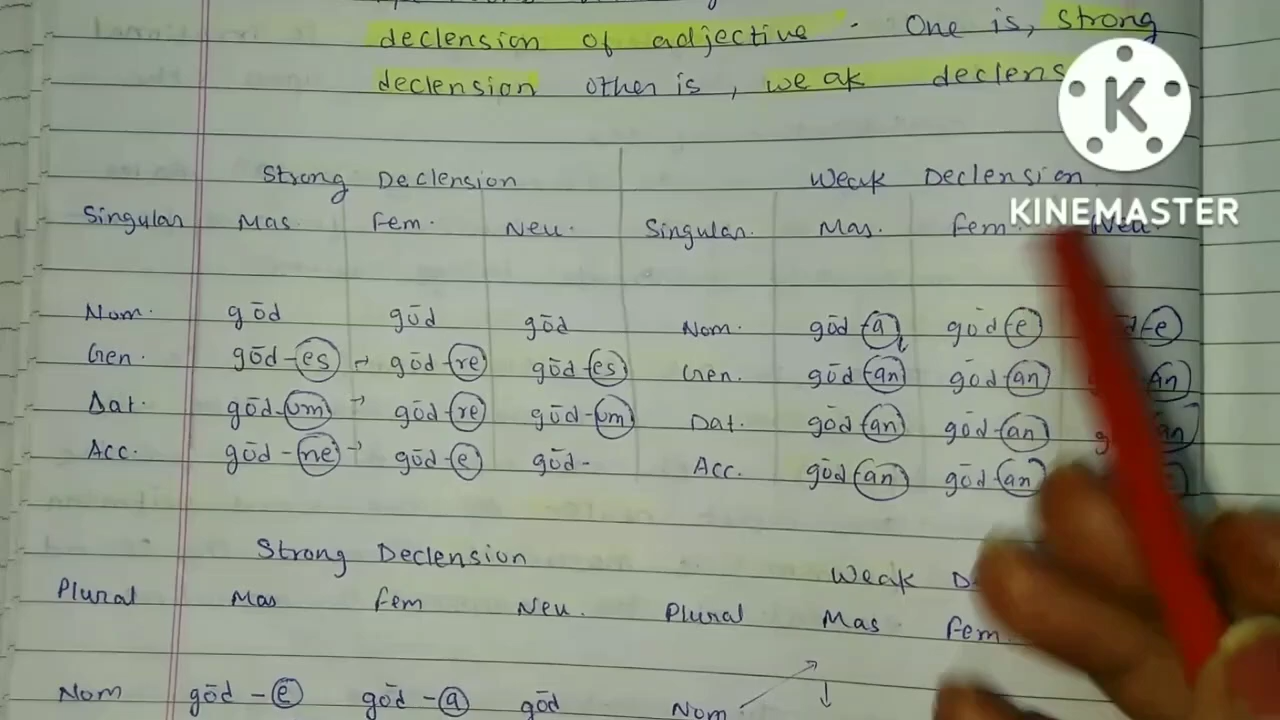 declension of adjective . One is, strong
declension other is, weak declens
Strong Declension Weak Declension
Singular Mas. Fem. Neu. Singular. Mas. Fem. Neu.
KINEMASTER
Nom. gōd gōd gōd Nom. gōd-a gōd-e d-e
Gen. gōd-es → gōd-re gōd-es Gen. gōd-an gōd-an an
Dat. gōd-um → gōd-re gōd-um Dat. gōd-an gōd-an g an
Acc. gōd-ne → gōd-e gōd- Acc. gōd-an gōd-an
Strong Declension Weak D
Plural Mas Fem Neu. Plural Mas. Fem.
Nom gōd-e gōd-a gōd Nom